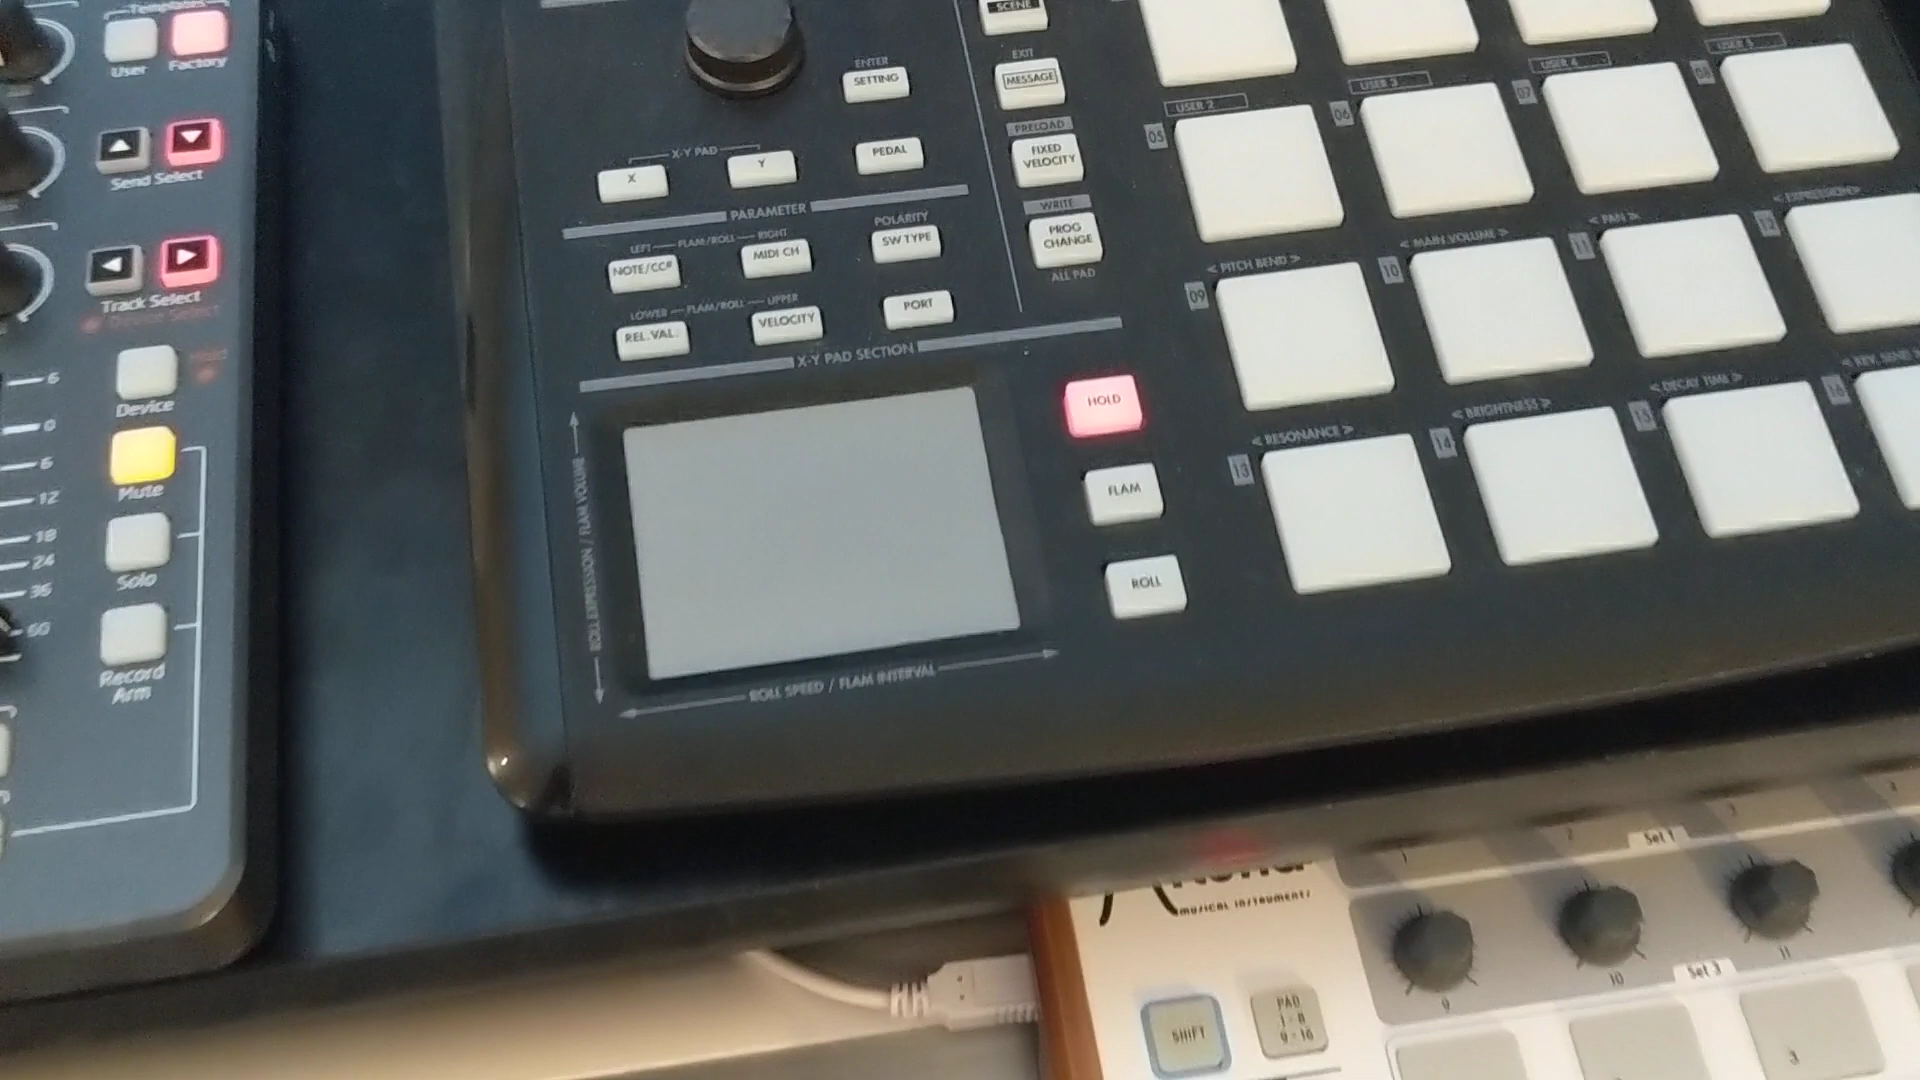 Templates
User
Factory
Send Select
Track Select
Device Select
Device
Mute
Solo
Record
Arm
6
0
6
12
18
24
36
60
SCENE
ENTER
SETTING
EXIT
MESSAGE
X-Y PAD
X
Y
PEDAL
PRELOAD
FIXED
VELOCITY
PARAMETER
WRITE
PROG
CHANGE
ALL PAD
LEFT FLAM/ROLL RIGHT
POLARITY
NOTE/CC#
MIDI CH
SW TYPE
LOWER FLAM/ROLL UPPER
REL.VAL.
VELOCITY
PORT
X-Y PAD SECTION
HOLD
FLAM
ROLL
ROLL EXPRESSION / FLAM VOLUME
ROLL SPEED / FLAM INTERVAL
USER 2
USER 3
USER 4
USER 5
05
06
07
08
< PITCH BEND >
< MAIN VOLUME >
< PAN >
< EXPRESSION >
09
10
11
12
< RESONANCE >
< BRIGHTNESS >
< DECAY TIME >
< REV. SEND
13
14
15
16
MUSICAL INSTRUMENTS
SHIFT
PAD
1 - 8
9 - 16
1
2
3
Set 1
9
10
11
Set 3
3